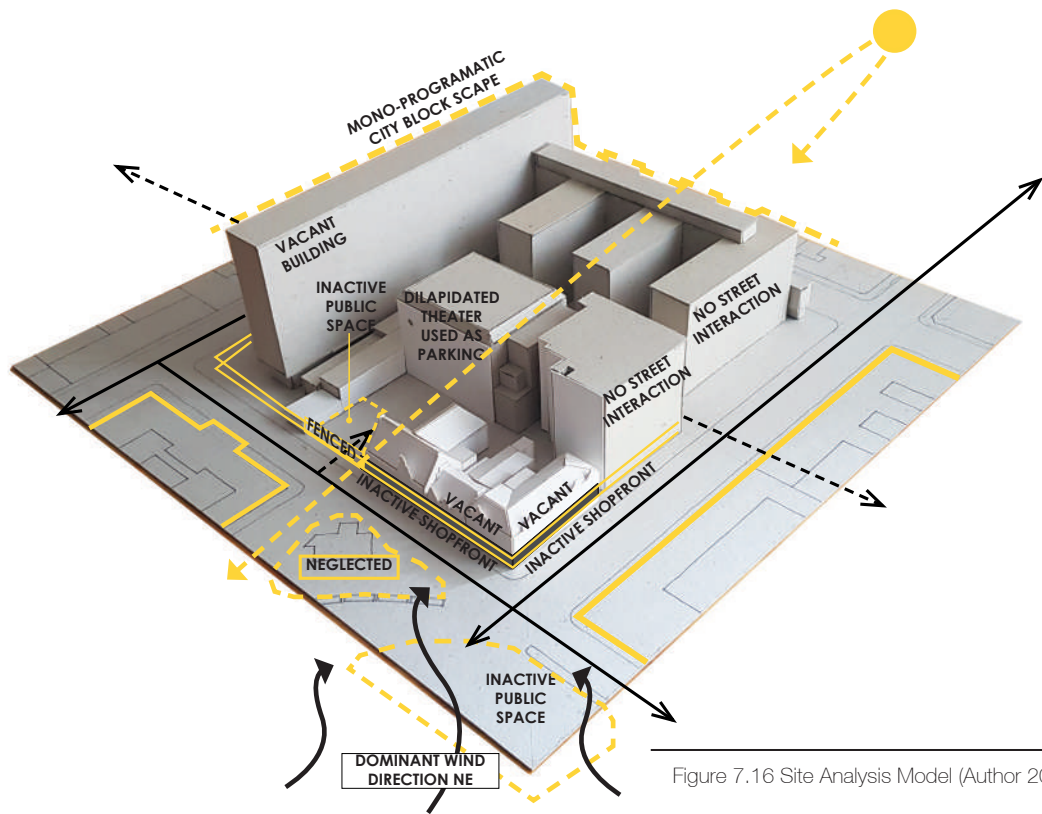 MONO-PROGRAMATIC
CITY BLOCK SCAPE
VACANT
BUILDING
INACTIVE
PUBLIC
SPACE
DILAPIDATED
THEATER
USED AS
PARKING
NO STREET
INTERACTION
NO STREET
INTERACTION
FENCED
VACANT
VACANT
INACTIVE SHOPFRONT
INACTIVE SHOPFRONT
NEGLECTED
INACTIVE
PUBLIC
SPACE
DOMINANT WIND
DIRECTION NE
Figure 7.16 Site Analysis Model (Author 20